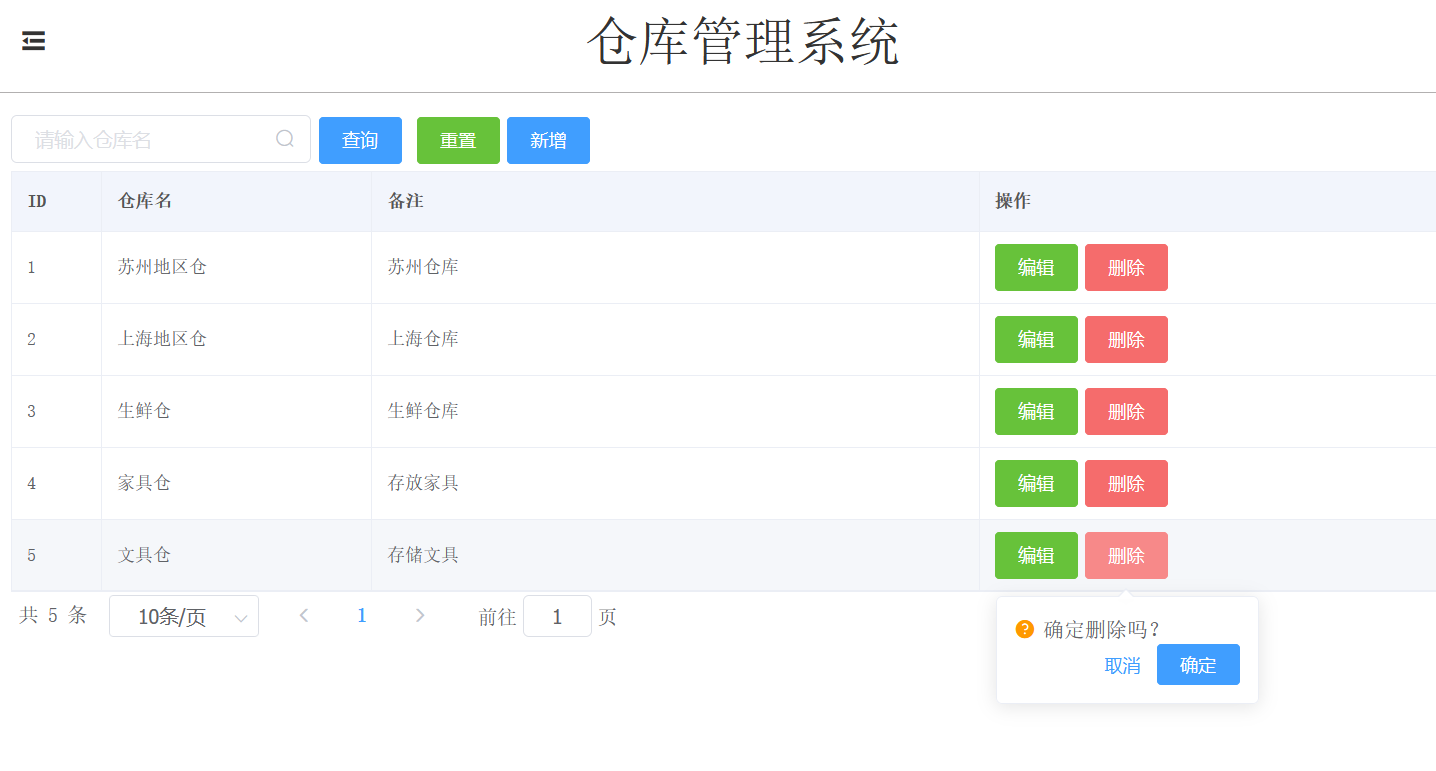 仓库管理系统
请输入仓库名 查询 重置 新增
ID 仓库名 备注 操作
1 苏州地区仓 苏州仓库 编辑 删除
2 上海地区仓 上海仓库 编辑 删除
3 生鲜仓 生鲜仓库 编辑 删除
4 家具仓 存放家具 编辑 删除
5 文具仓 存储文具 编辑 删除
共 5 条 10条/页 1 前往 1 页
确定删除吗？
取消 确定